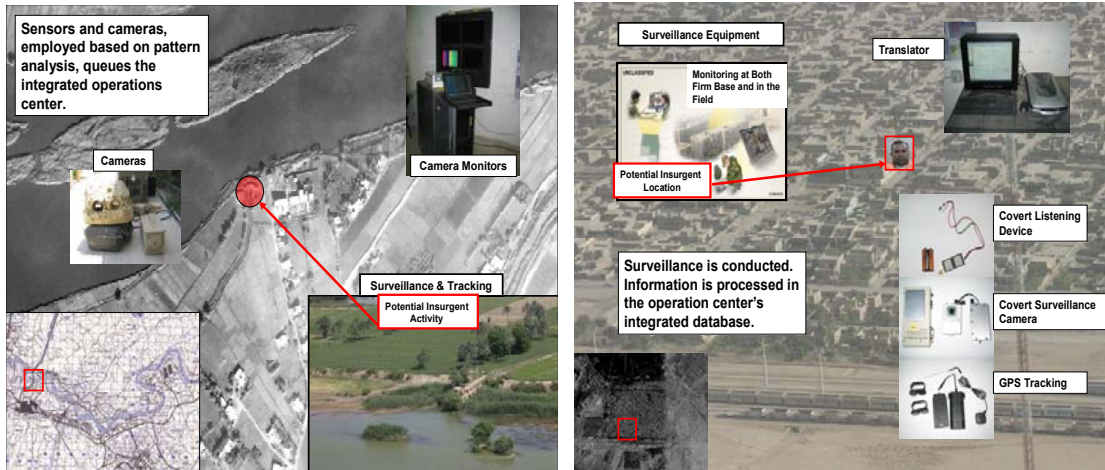 Sensors and cameras,
employed based on pattern
analysis, queues the
integrated operations
center.
Cameras
Camera Monitors
Surveillance & Tracking
Potential Insurgent
Activity
Surveillance Equipment
UNCLASSIFIED
Monitoring at Both
Firm Base and in the
Field
Potential Insurgent
Location
Translator
Covert Listening
Device
Surveillance is conducted.
Information is processed in
the operation center's
integrated database.
Covert Surveillance
Camera
GPS Tracking